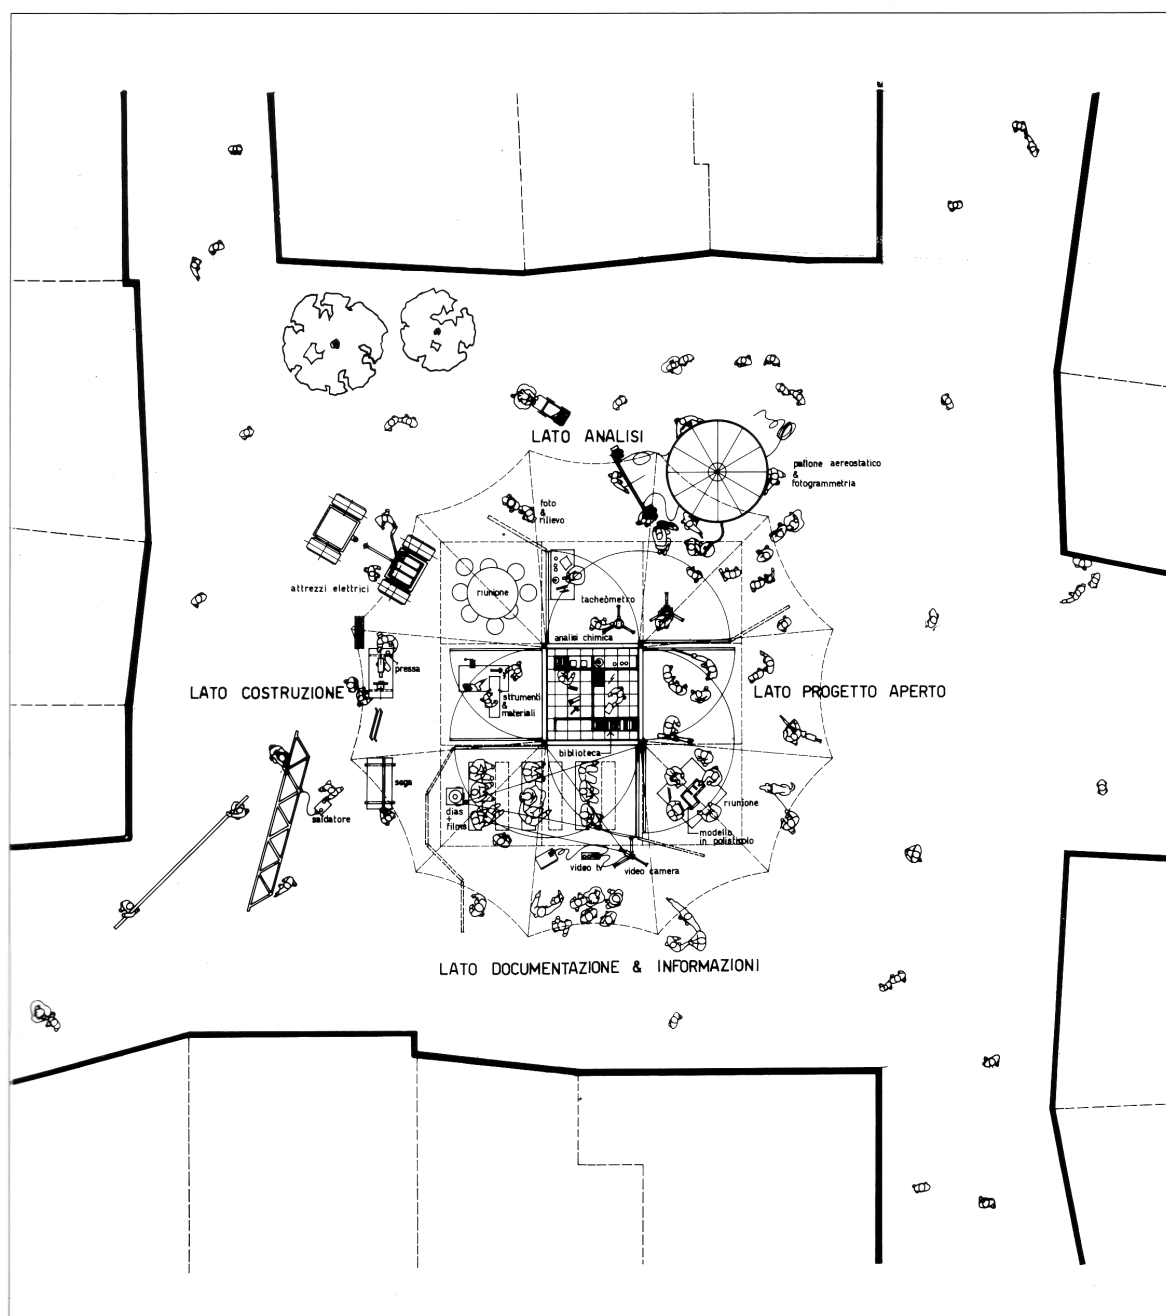 LATO ANALISI
pallone aereostatico
&
fotogrammetria
foto
&
rilievo
attrezzi elettrici
riunione
tacheometro
analisi chimica
pressa
LATO COSTRUZIONE
strumenti
&
materiali
LATO PROGETTO APERTO
biblioteca
sega
saldatore
dias
+
films
riunione
modello
in polistirolo
video tv
video camera
LATO DOCUMENTAZIONE & INFORMAZIONI